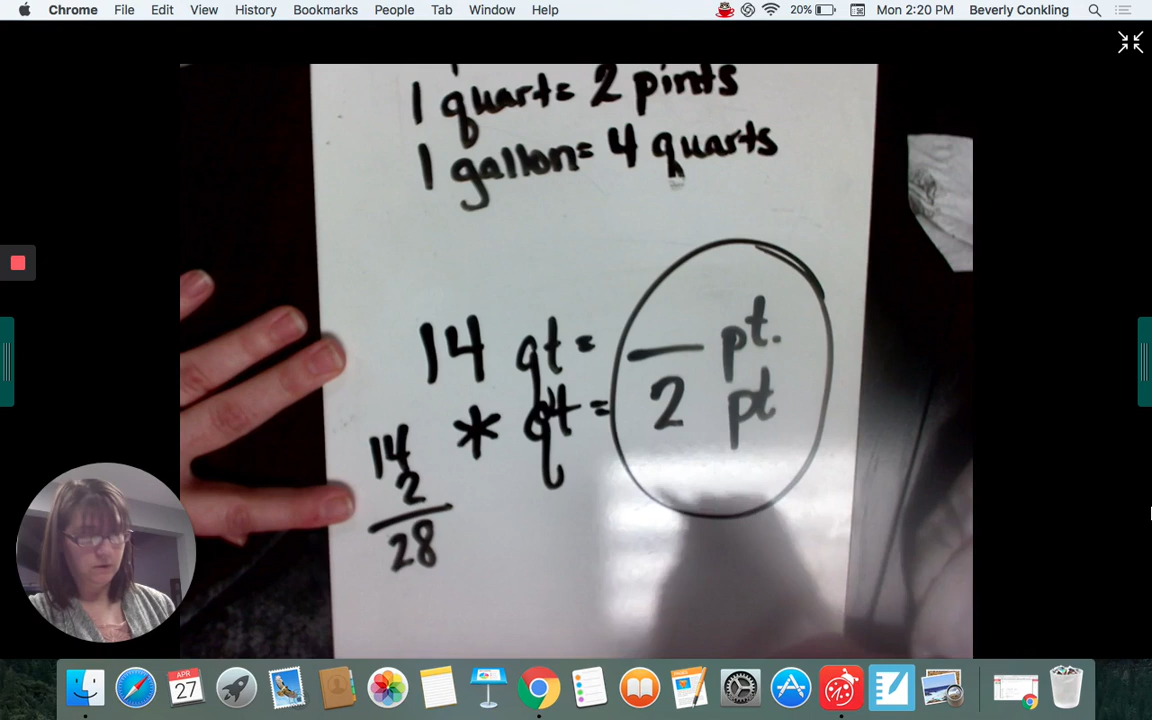 Chrome File Edit View History Bookmarks People Tab Window Help 20% Mon 2:20 PM Beverly Conkling
1 quart= 2 pints
1 gallon= 4 quarts
14 qt = ___ pt.
* qt = 2 pt
14
2
28
APR
27